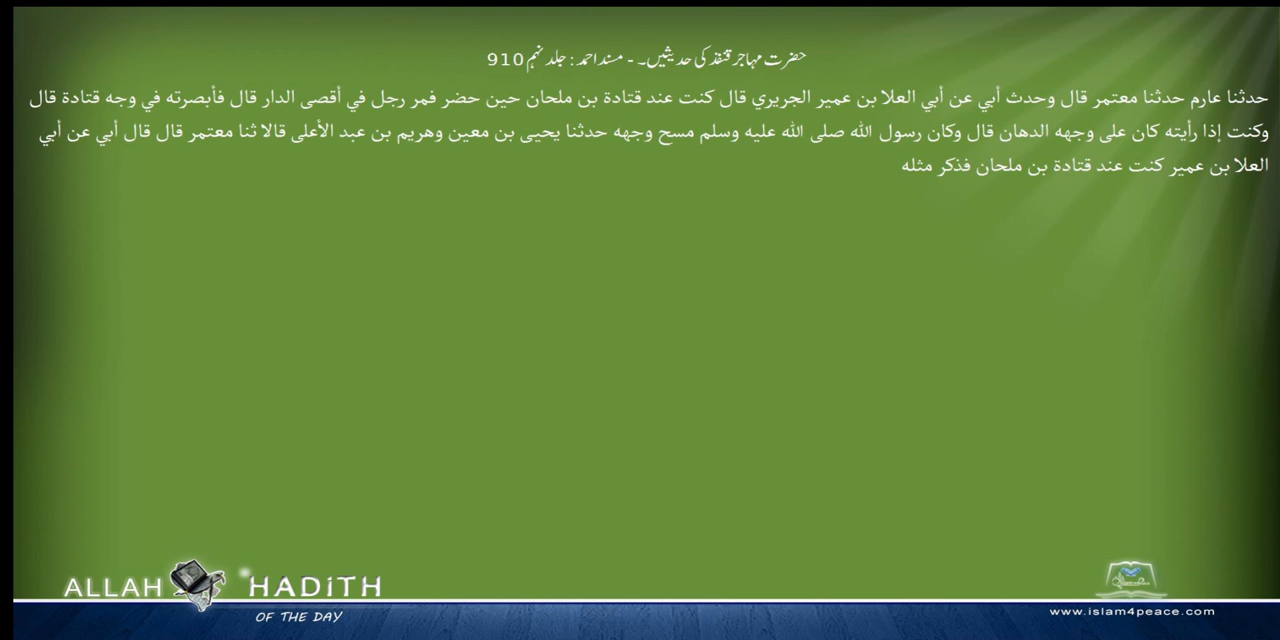 حضرت مہاجر قنفذ کی حدیثیں۔ - مسند احمد : جلد نہم 910
حدثنا عارم حدثنا معتمر قال وحدث أبي عن أبي العلا بن عمير الجريري قال كنت عند قتادة بن ملحان حين حضر فمر رجل في أقصى الدار قال فأبصرته في وجه قتادة قال
وكنت إذا رأيته كان على وجهه الدهان قال وكان رسول الله صلى الله عليه وسلم مسح وجهه حدثنا يحيى بن معين وهريم بن عبد الأعلى قالا ثنا معتمر قال قال أبي عن أبي
العلا بن عمير كنت عند قتادة بن ملحان فذكر مثله
ALLAH HADITH
OF THE DAY
www.islam4peace.com